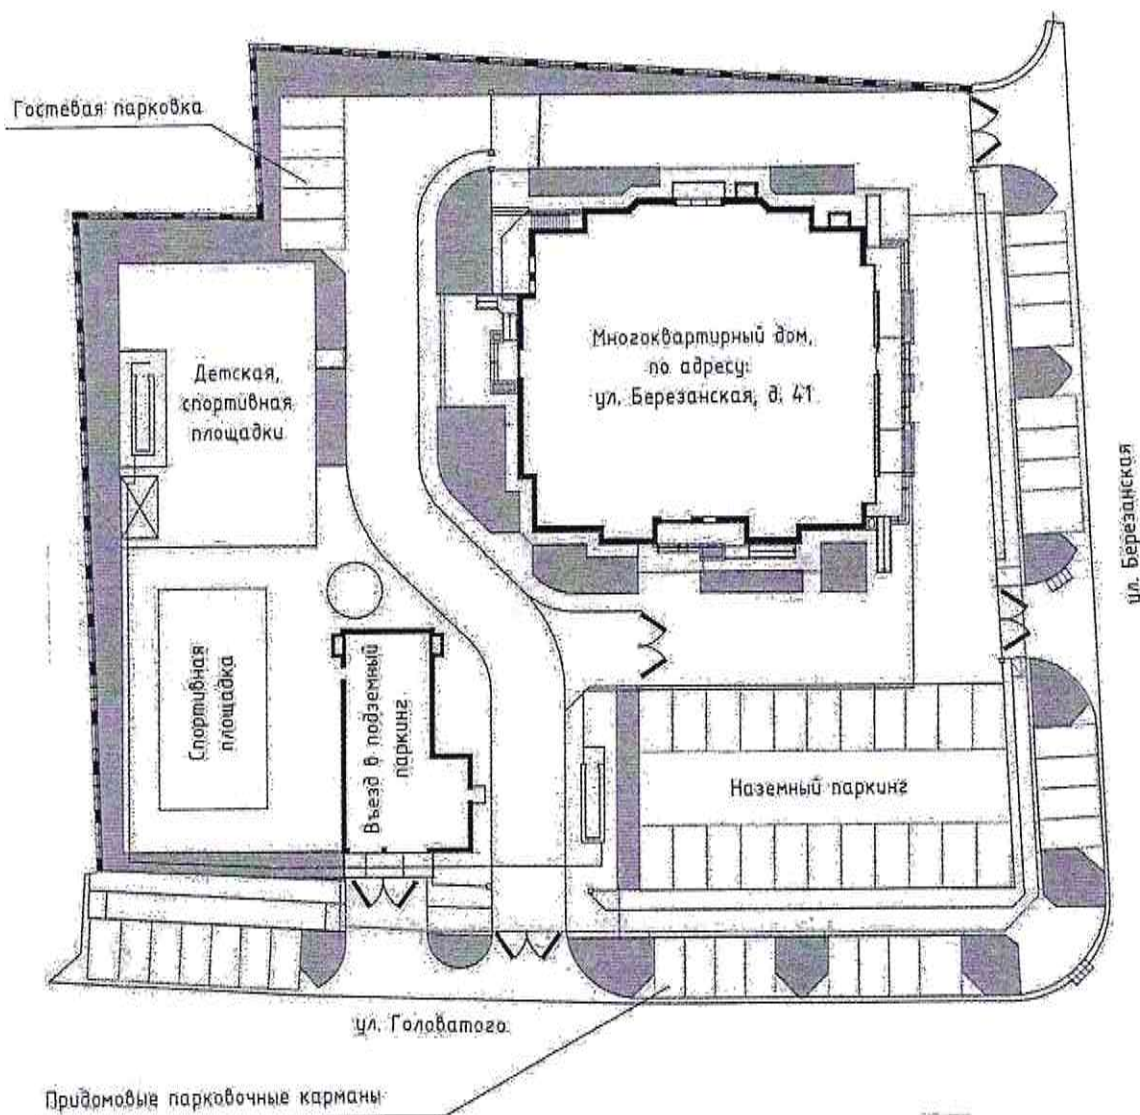 Гостевая парковка
Многоквартирный дом,
по адресу:
ул. Березанская, д. 41
Детская,
спортивная
площадки
ул. Березанская
Спортивная
площадка
Въезд в подземный
паркинг
Наземный паркинг
ул. Головатого
Придомовые парковочные карманы